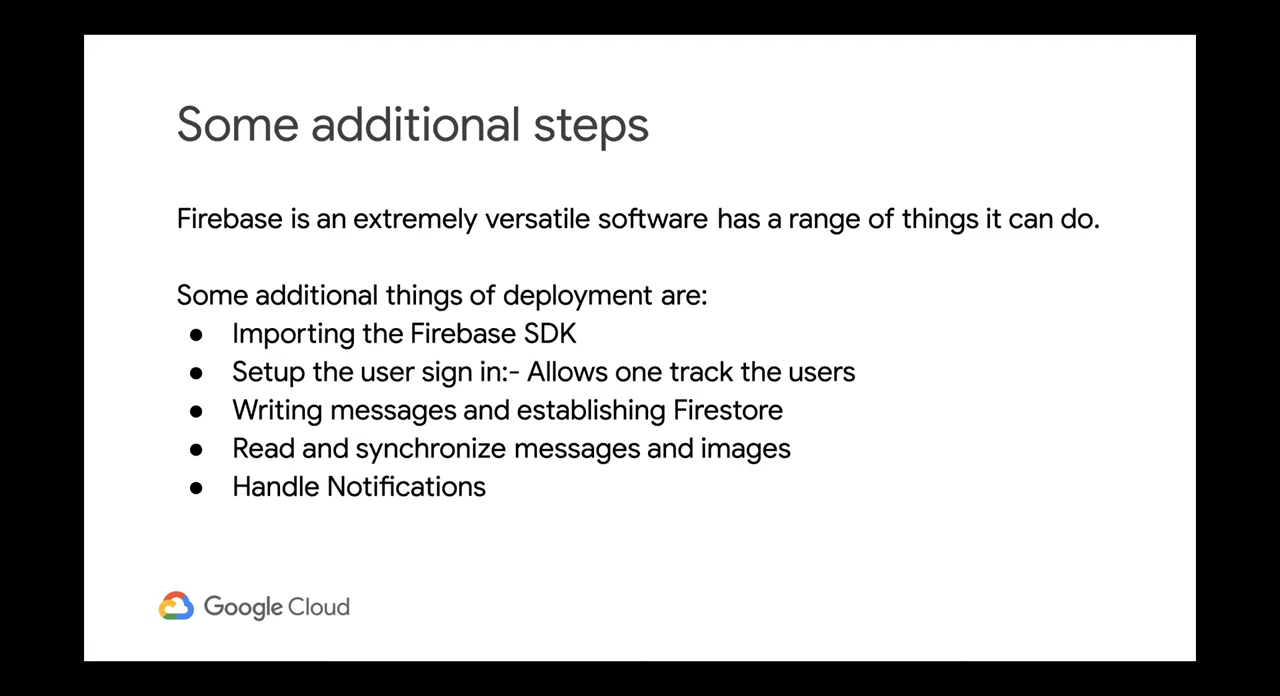 Some additional steps
Firebase is an extremely versatile software has a range of things it can do.
Some additional things of deployment are:
● Importing the Firebase SDK
● Setup the user sign in:- Allows one track the users
● Writing messages and establishing Firestore
● Read and synchronize messages and images
● Handle Notifications
Google Cloud